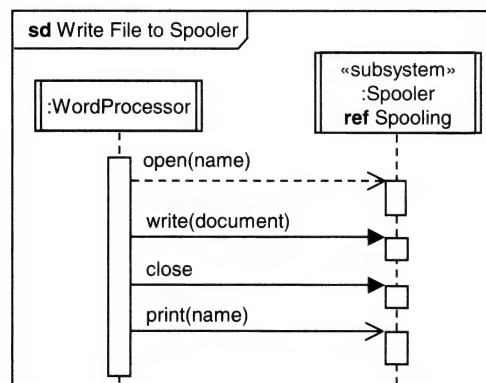 sd Write File to Spooler
:WordProcessor
«subsystem»
:Spooler
ref Spooling
open(name)
write(document)
close
print(name)